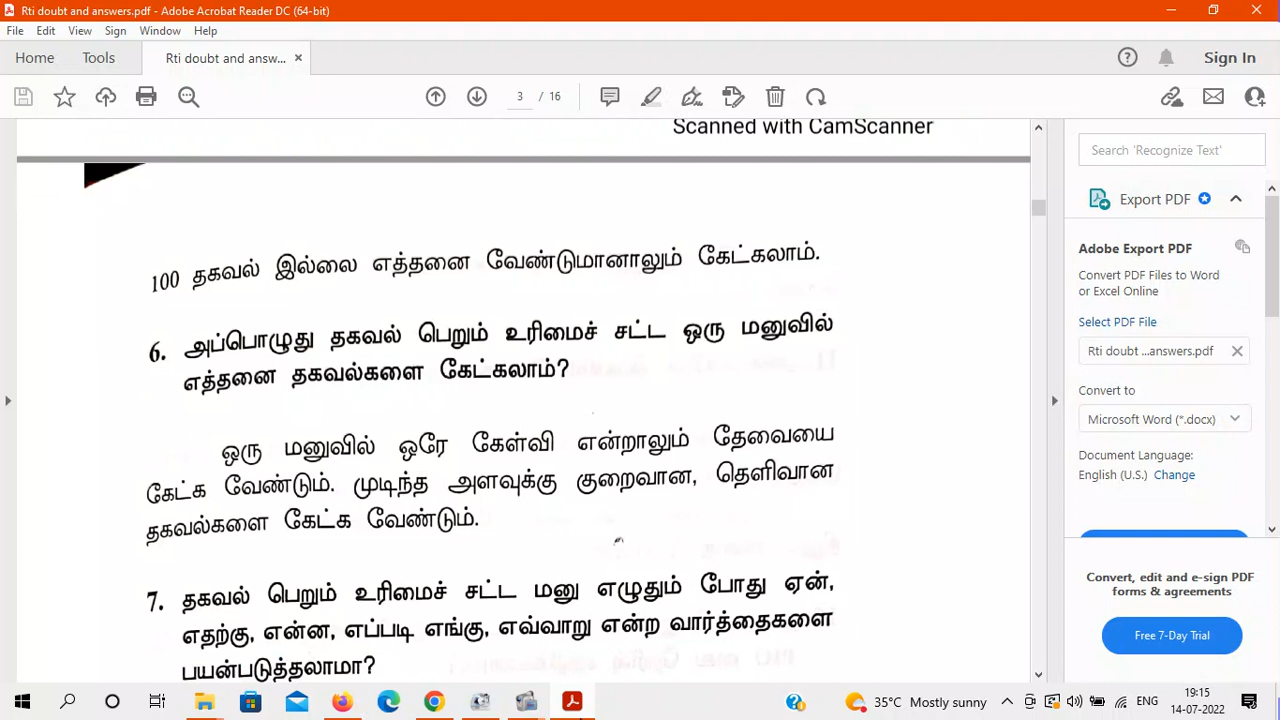 Rti doubt and answers.pdf - Adobe Acrobat Reader DC (64-bit)
File Edit View Sign Window Help
Home Tools Rti doubt and answ... × Sign In
3 / 16
Scanned with CamScanner
100 தகவல் இல்லை எத்தனை வேண்டுமானாலும் கேட்கலாம்.
6. அப்பொழுது தகவல் பெறும் உரிமைச் சட்ட ஒரு மனுவில்
எத்தனை தகவல்களை கேட்கலாம்?
ஒரு மனுவில் ஒரே கேள்வி என்றாலும் தேவையை
கேட்க வேண்டும். முடிந்த அளவுக்கு குறைவான, தெளிவான
தகவல்களை கேட்க வேண்டும்.
7. தகவல் பெறும் உரிமைச் சட்ட மனு எழுதும் போது ஏன்,
எதற்கு, என்ன, எப்படி எங்கு, எவ்வாறு என்ற வார்த்தைகளை
பயன்படுத்தலாமா?
Search 'Recognize Text'
Export PDF
Adobe Export PDF
Convert PDF Files to Word
or Excel Online
Select PDF File
Rti doubt ...answers.pdf
Convert to
Microsoft Word (*.docx)
Document Language:
English (U.S.) Change
Convert, edit and e-sign PDF
forms & agreements
Free 7-Day Trial
35°C Mostly sunny ENG 19:15
14-07-2022